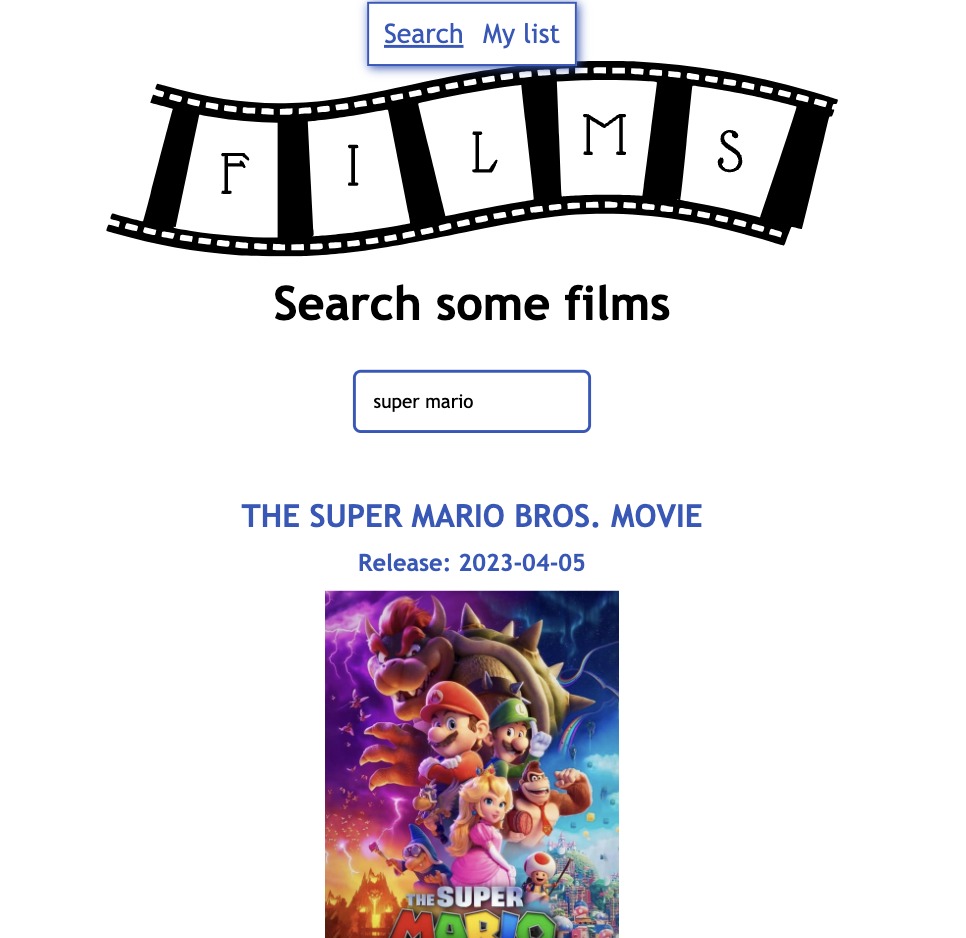 Search My list
F I L M S
Search some films
super mario
THE SUPER MARIO BROS. MOVIE
Release: 2023-04-05
THE SUPER
MARIO